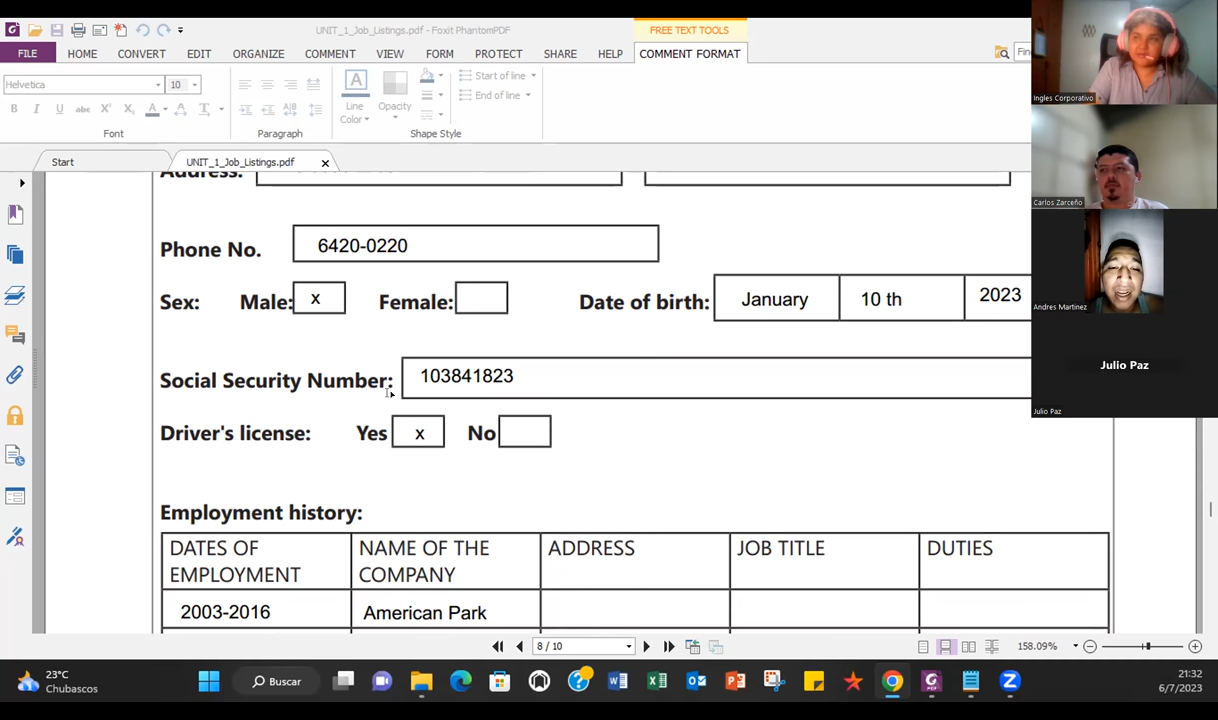 UNIT_1_Job_Listings.pdf - Foxit PhantomPDF
FREE TEXT TOOLS
FILE HOME CONVERT EDIT ORGANIZE COMMENT VIEW FORM PROTECT SHARE HELP COMMENT FORMAT
Fin
Helvetica 10
A Start of line
End of line
Line Color Opacity
B I U abc X X A T
Font Paragraph Shape Style
Start UNIT_1_Job_Listings.pdf
Address:
Phone No. 6420-0220
Sex: Male: x Female: Date of birth: January 10 th 2023
Social Security Number: 103841823
Driver's license: Yes x No
Employment history:
DATES OF EMPLOYMENT NAME OF THE COMPANY ADDRESS JOB TITLE DUTIES
2003-2016 American Park
Ingles Corporativo
Carlos Zarceño
Andres Martinez
Julio Paz
Julio Paz
8 / 10 158.09%
23°C
Chubascos
Buscar
21:32
6/7/2023